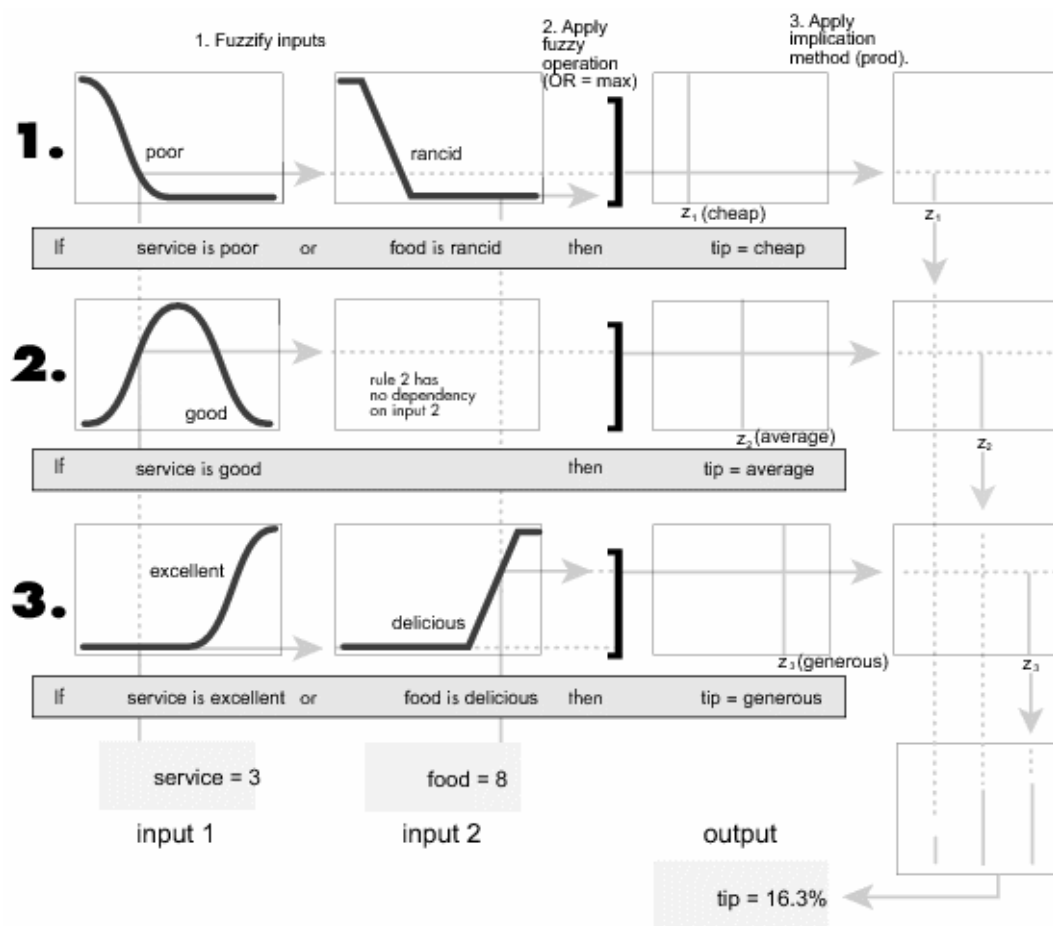 1. Fuzzify inputs
2. Apply
fuzzy
operation
(OR = max)
3. Apply
implication
method (prod).
1.
poor
rancid
z1 (cheap)
z1
If service is poor or food is rancid then tip = cheap
2.
good
rule 2 has
no dependency
on input 2
z2 (average)
z2
If service is good then tip = average
3.
excellent
delicious
z3 (generous)
z3
If service is excellent or food is delicious then tip = generous
service = 3
food = 8
input 1
input 2
output
tip = 16.3%